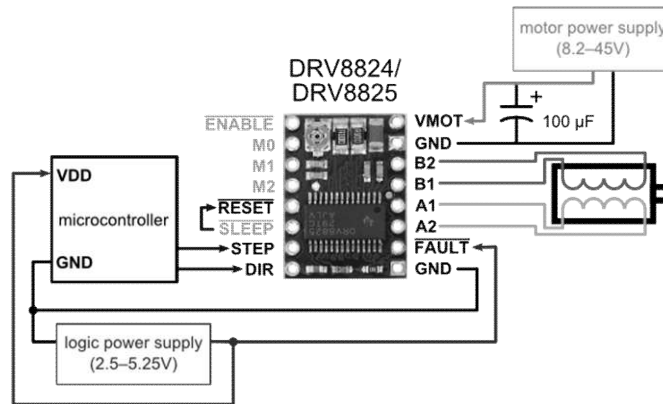 motor power supply
(8.2–45V)
DRV8824/
DRV8825
+
100 µF
ENABLE
M0
M1
M2
RESET
SLEEP
STEP
DIR
VMOT
GND
B2
B1
A1
A2
FAULT
GND
VDD
microcontroller
GND
logic power supply
(2.5–5.25V)